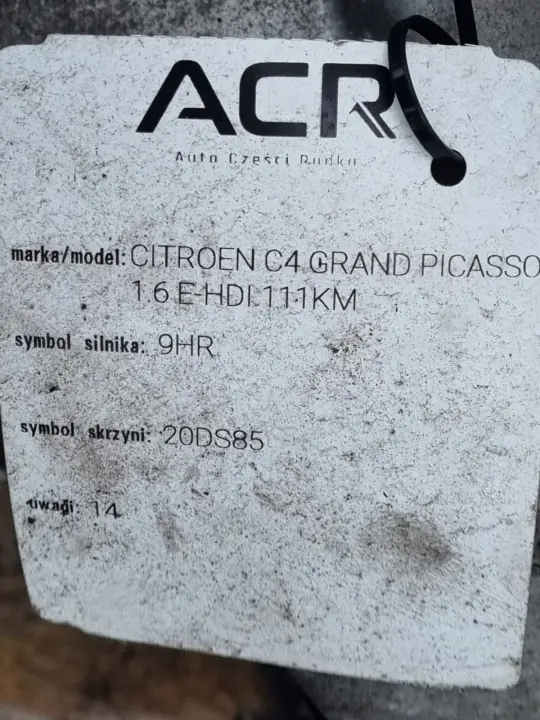 ACR
Auto Części Rudka
marka/model: CITROEN C4 GRAND PICASSO
1.6 E-HDI 111KM
symbol silnika: 9HR
symbol skrzyni: 20DS85
uwagi: 14